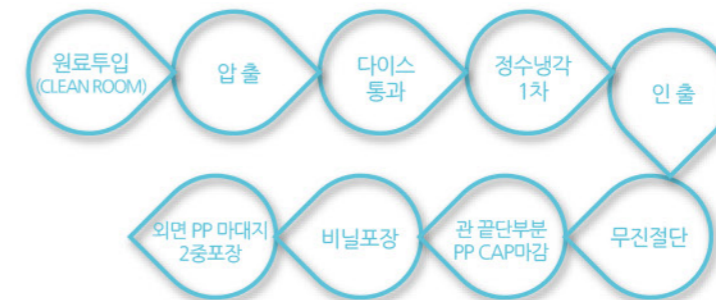 원료투입
(CLEAN ROOM)
압 출
다이스
통과
정수냉각
1차
인 출
무진절단
관 끝단부분
PP CAP마감
비닐포장
외면 PP 마대지
2중포장